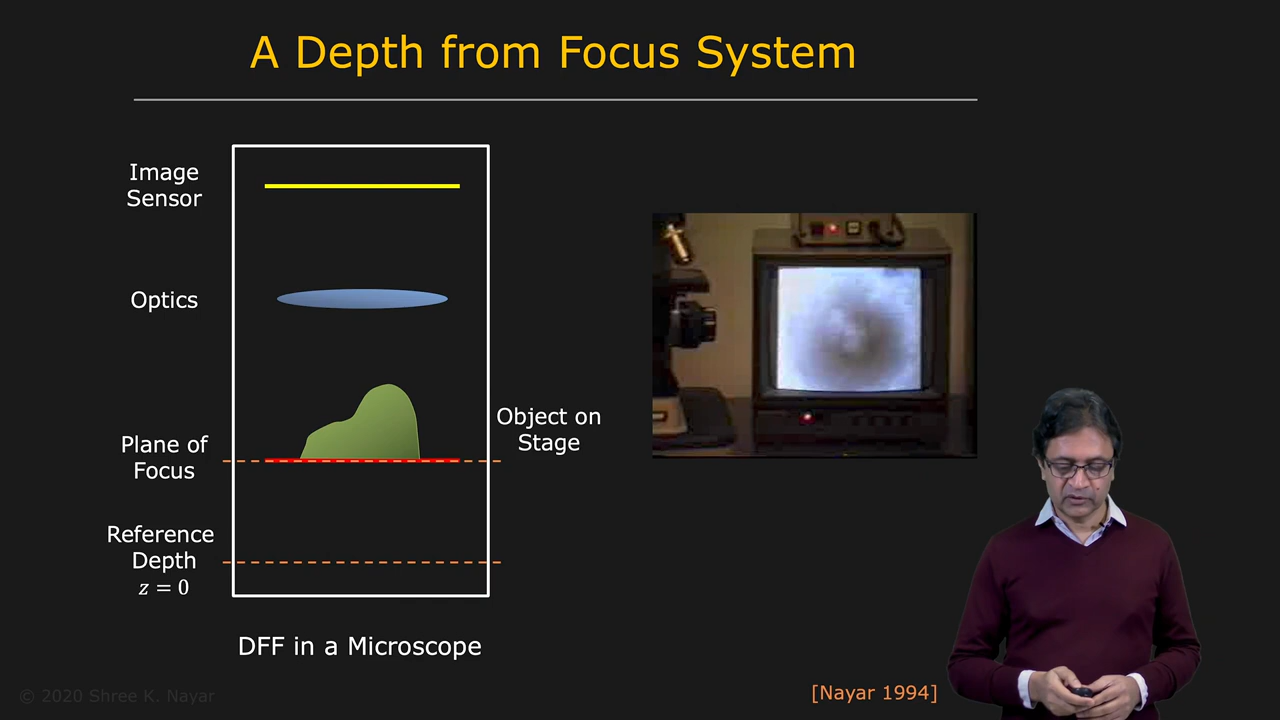 A Depth from Focus System
Image
Sensor
Optics
Object on
Stage
Plane of
Focus
Reference
Depth
z = 0
DFF in a Microscope
© 2020 Shree K. Nayar
[Nayar 1994]